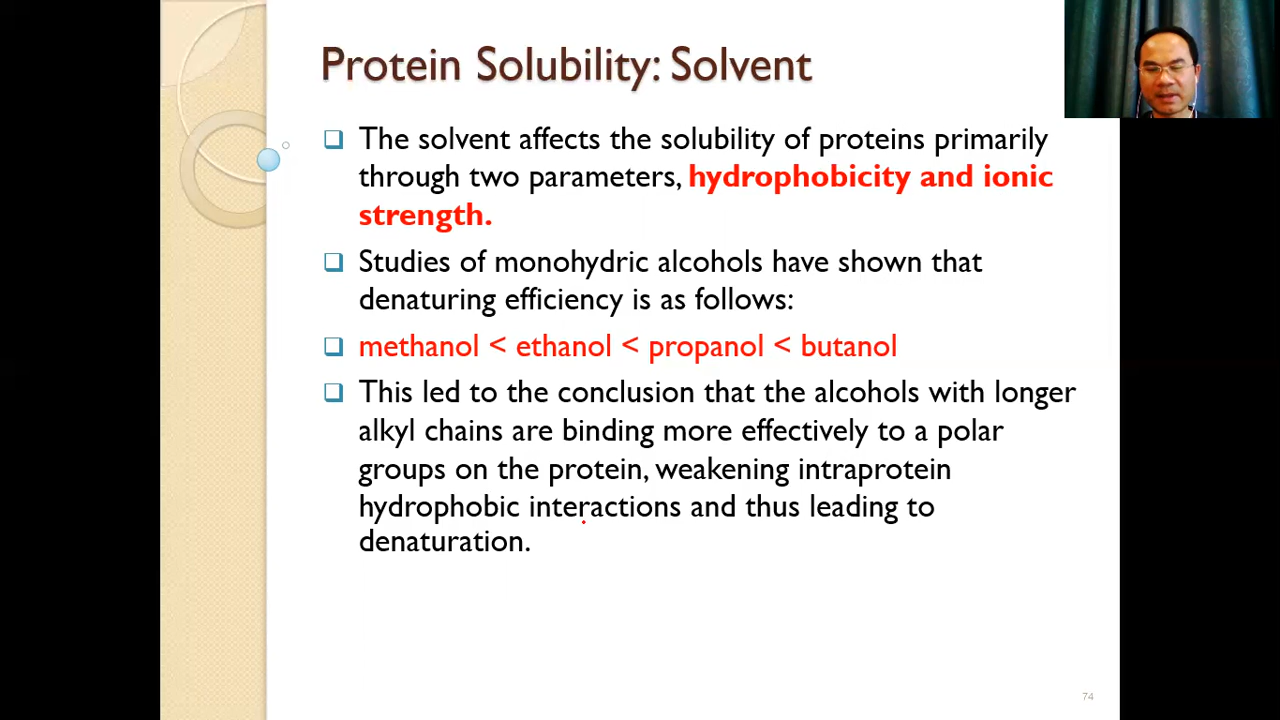 Protein Solubility: Solvent
The solvent affects the solubility of proteins primarily
through two parameters, hydrophobicity and ionic
strength.
Studies of monohydric alcohols have shown that
denaturing efficiency is as follows:
methanol < ethanol < propanol < butanol
This led to the conclusion that the alcohols with longer
alkyl chains are binding more effectively to a polar
groups on the protein, weakening intraprotein
hydrophobic interactions and thus leading to
denaturation.
74